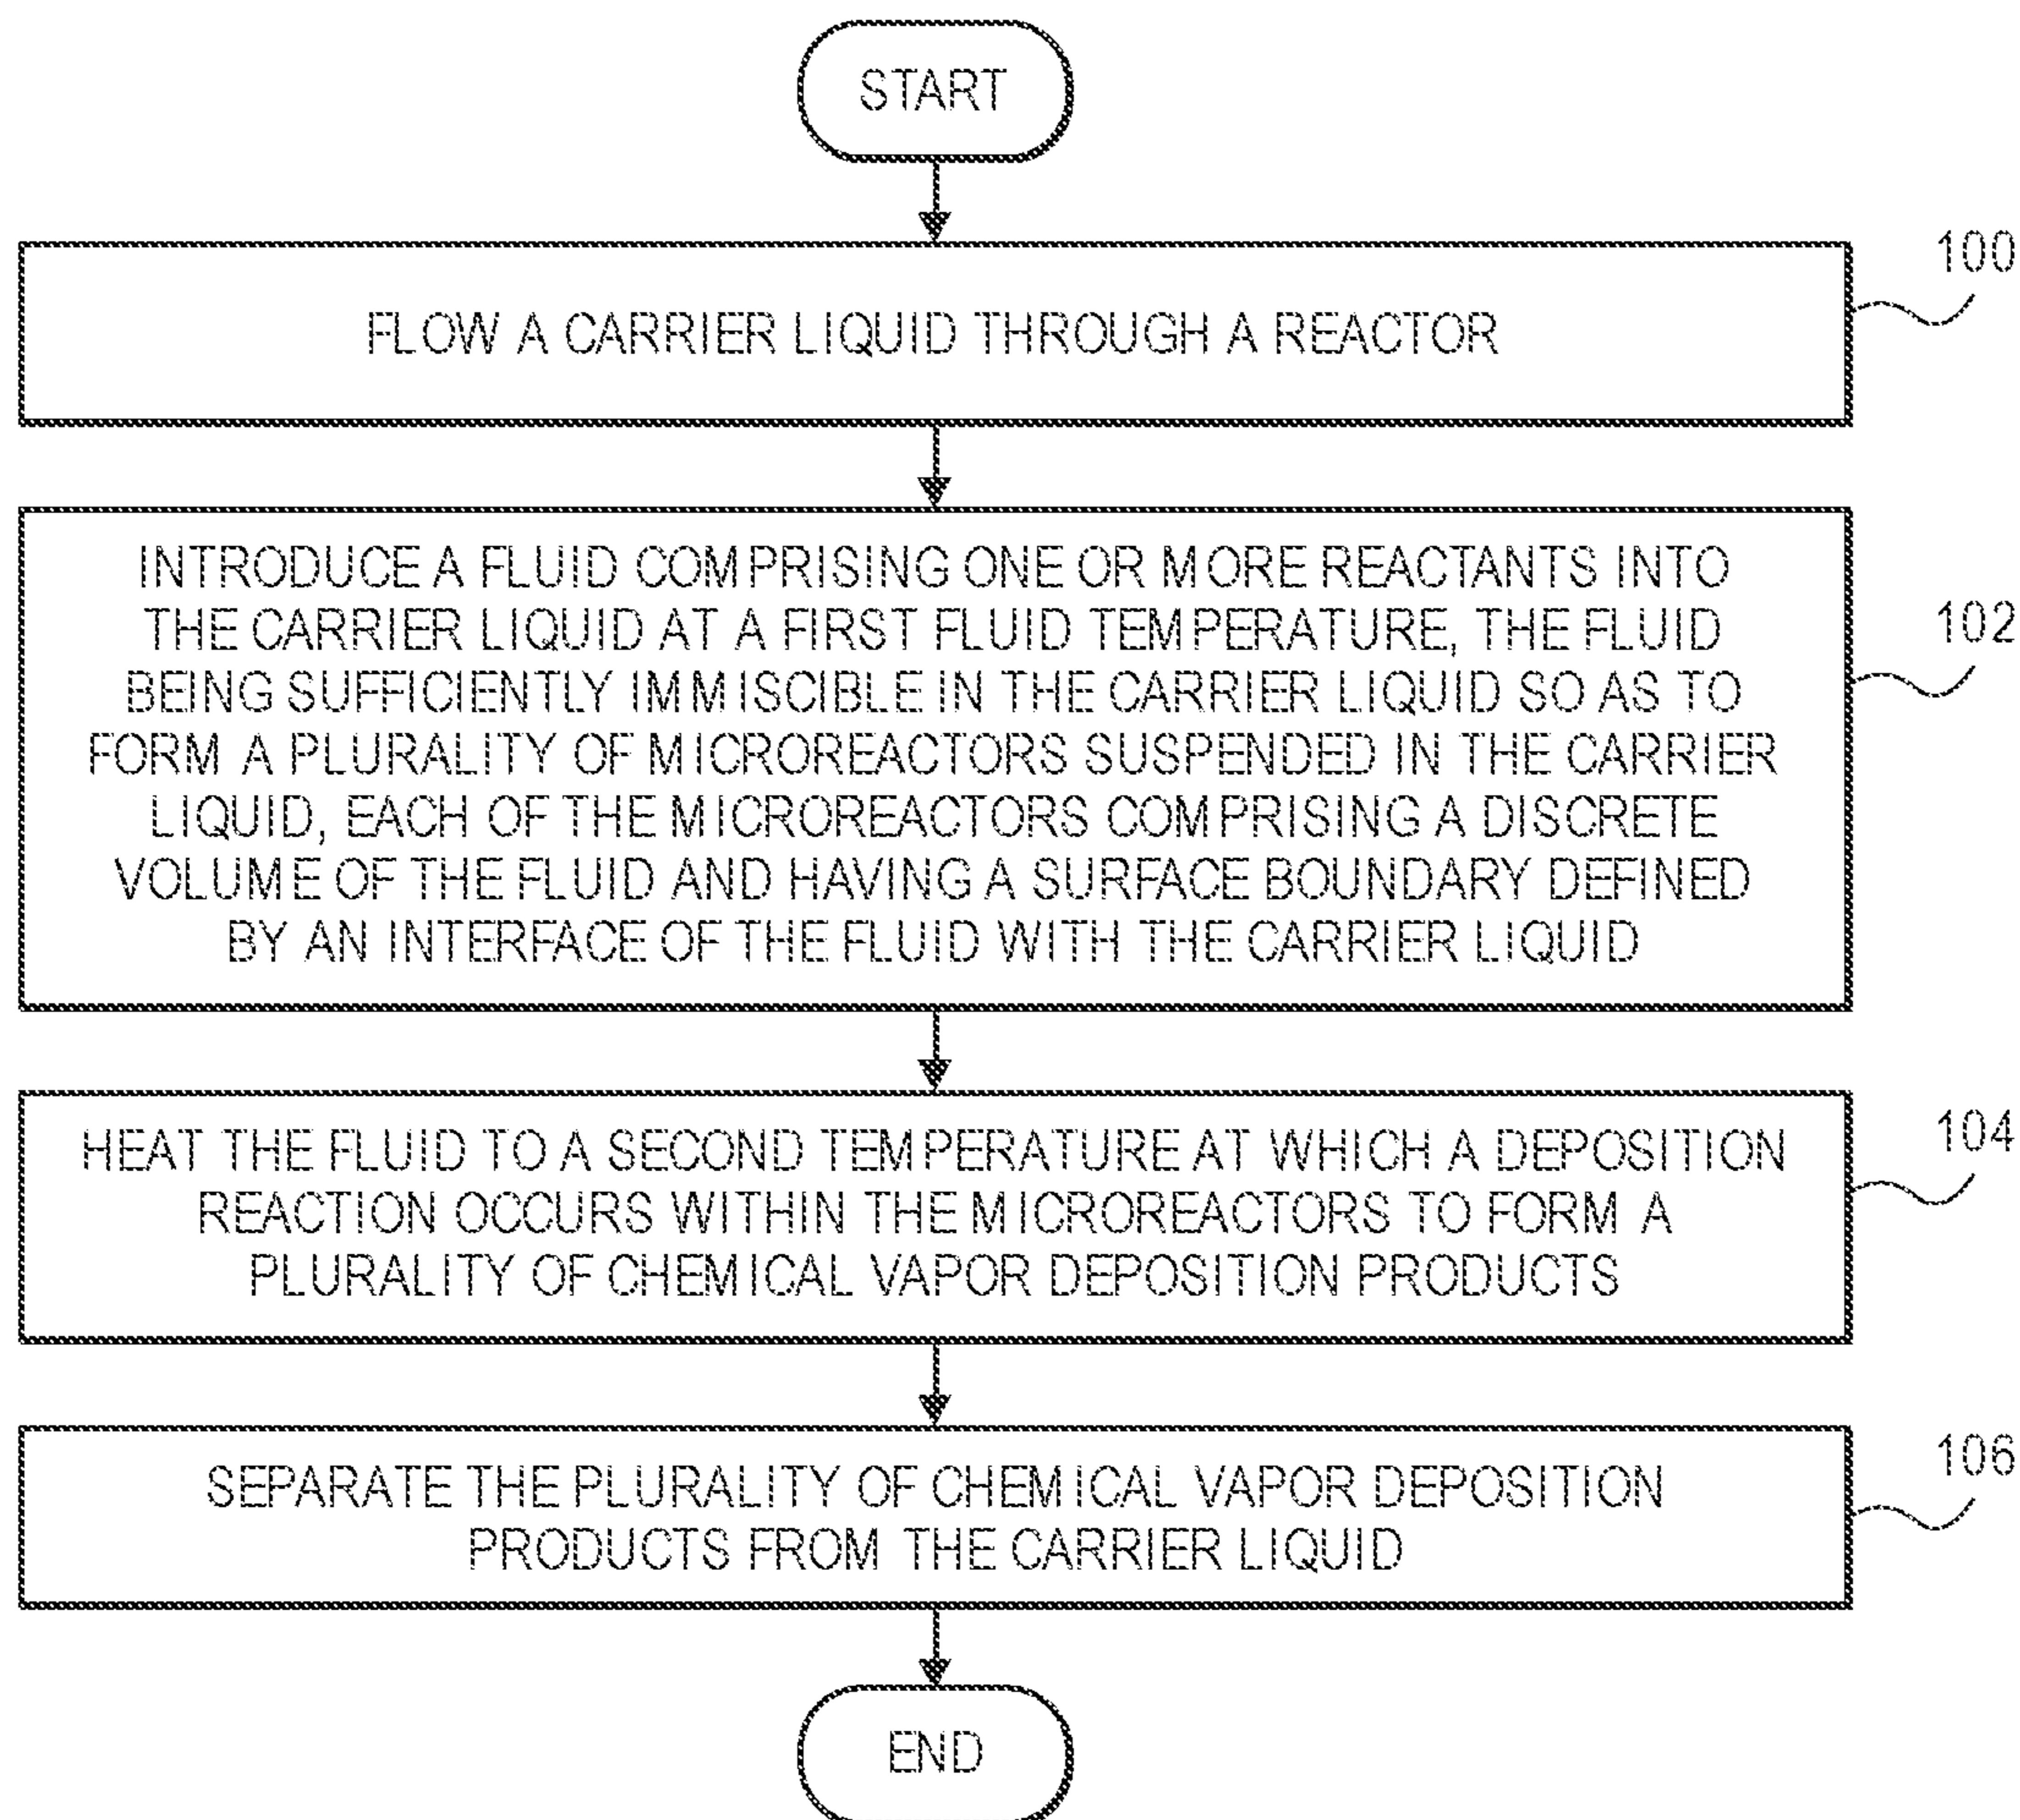 START
100
FLOW A CARRIER LIQUID THROUGH A REACTOR
INTRODUCE A FLUID COMPRISING ONE OR MORE REACTANTS INTO
THE CARRIER LIQUID AT A FIRST FLUID TEMPERATURE, THE FLUID
102
BEING SUFFICIENTLY IMMISCIBLE IN THE CARRIER LIQUID SO AS TO
FORM A PLURALITY OF MICROREACTORS SUSPENDED IN THE CARRIER
LIQUID, EACH OF THE MICROREACTORS COMPRISING A DISCRETE
VOLUME OF THE FLUID AND HAVING A SURFACE BOUNDARY DEFINED
BY AN INTERFACE OF THE FLUID WITH THE CARRIER LIQUID
104
HEAT THE FLUID TO A SECOND TEMPERATURE AT WHICH A DEPOSITION
REACTION OCCURS WITHIN THE MICROREACTORS TO FORM A
PLURALITY OF CHEMICAL VAPOR DEPOSITION PRODUCTS
106
SEPARATE THE PLURALITY OF CHEMICAL VAPOR DEPOSITION
PRODUCTS FROM THE CARRIER LIQUID
END